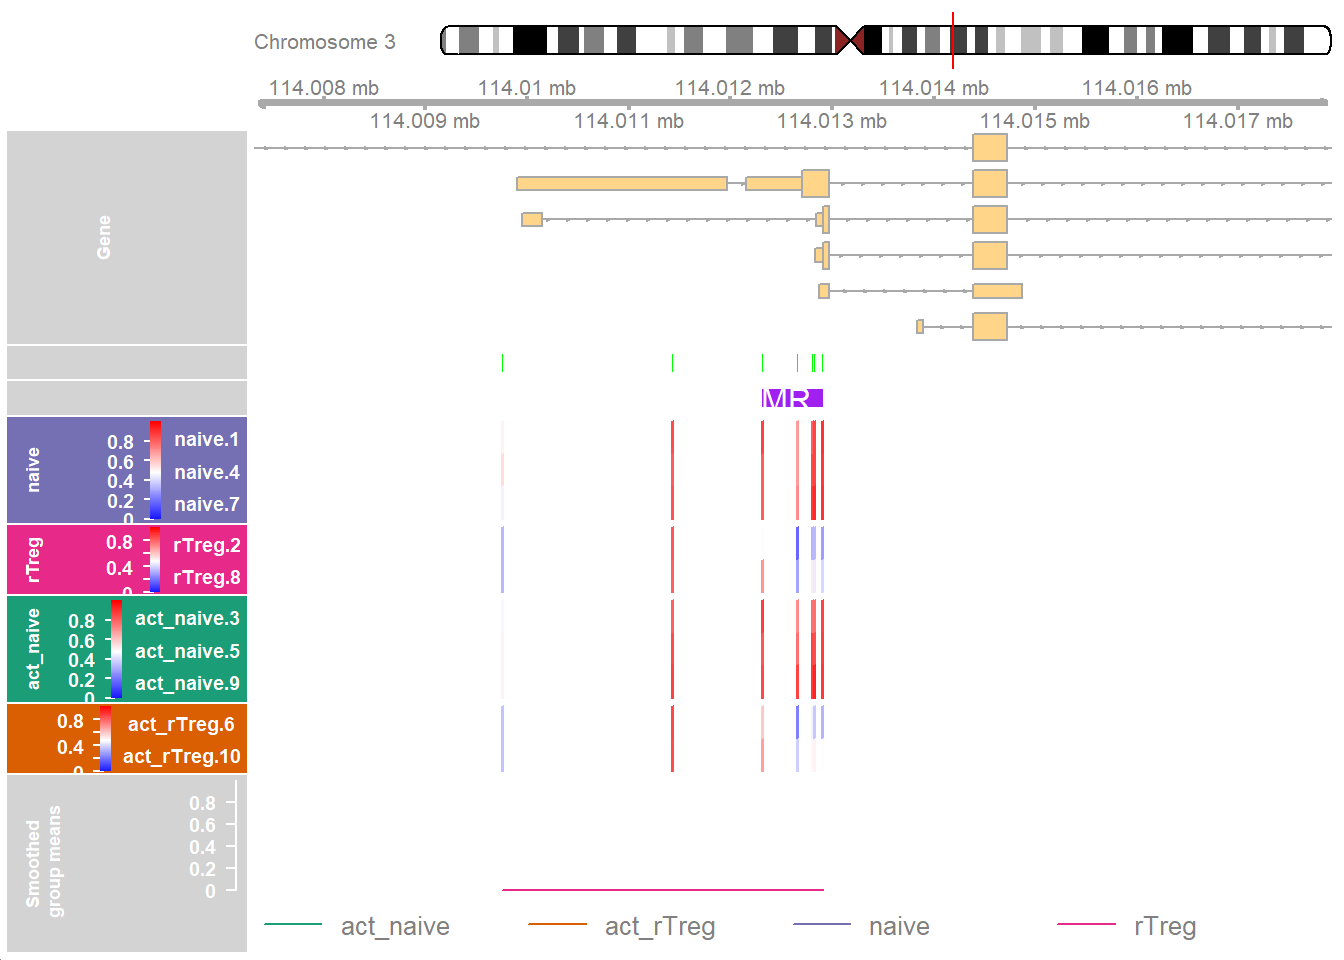 Chromosome 3
114.008 mb 114.01 mb 114.012 mb 114.014 mb 114.016 mb
114.009 mb 114.011 mb 114.013 mb 114.015 mb 114.017 mb
Gene
MR
naive
0.8
0.6
0.4
0.2
0
naive.1
naive.4
naive.7
rTreg
0.8
0.4
0
rTreg.2
rTreg.8
act_naive
0.8
0.6
0.4
0.2
0
act_naive.3
act_naive.5
act_naive.9
0.8
0.4
0
act_rTreg.6
act_rTreg.10
Smoothed
group means
0.8
0.6
0.4
0.2
0
act_naive act_rTreg naive rTreg